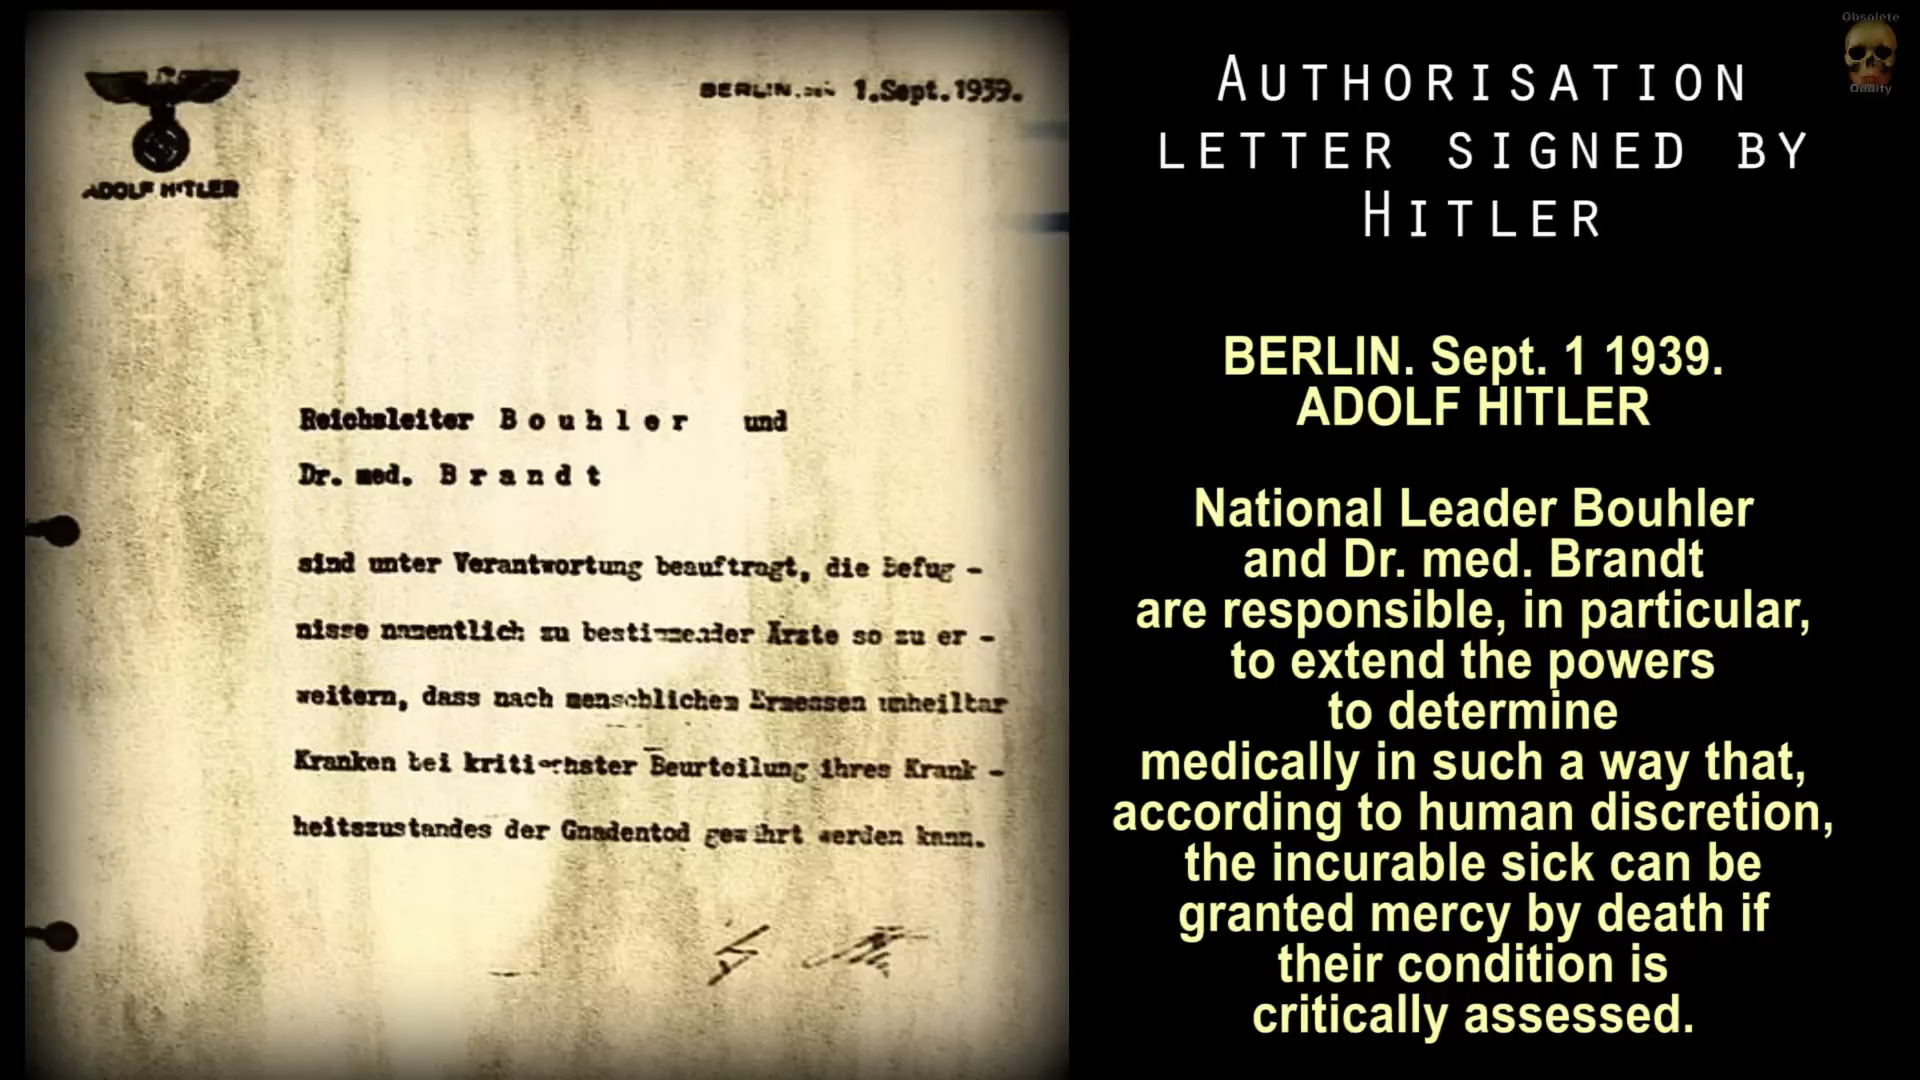 ADOLF HITLER
BERLIN, den 1.Sept.1939.
Reichsleiter Bouhler und
Dr. med. Brandt
sind unter Verantwortung beauftragt, die Befug -
nisse namentlich zu bestimmender Ärzte so zu er -
weitern, dass nach menschlichem Ermessen unheilbar
Kranken bei kritischster Beurteilung ihres Krank -
heitszustandes der Gnadentod gewährt werden kann.
AUTHORISATION
LETTER SIGNED BY
HITLER
BERLIN. Sept. 1 1939.
ADOLF HITLER
National Leader Bouhler
and Dr. med. Brandt
are responsible, in particular,
to extend the powers
to determine
medically in such a way that,
according to human discretion,
the incurable sick can be
granted mercy by death if
their condition is
critically assessed.
Obsolete
Oddity